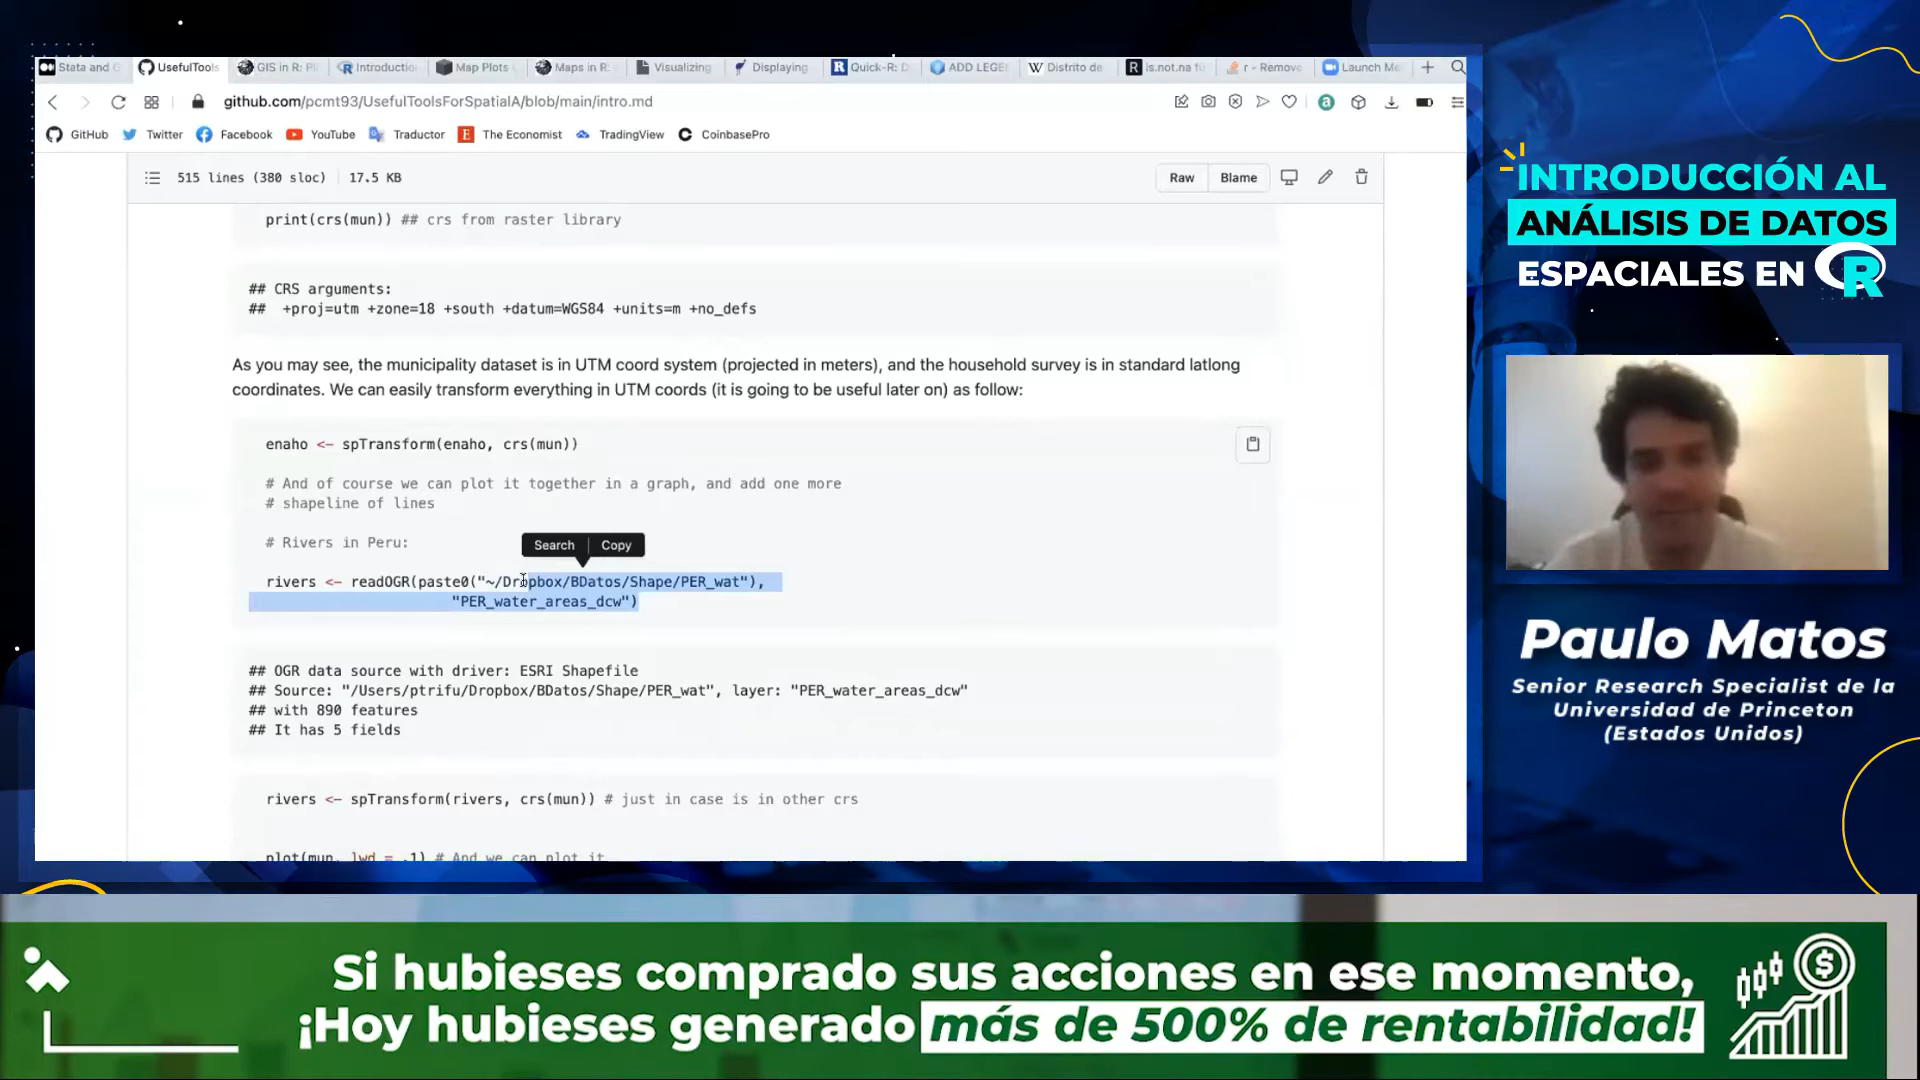 Stata and G
UsefulTools
GIS in R: Pl
Introductio
Map Plots
Maps in R:
Visualizing
Displaying
Quick-R: D
ADD LEGE
Distrito de
is.not.na fu
r - Remove
Launch Me
github.com/pcmt93/UsefulToolsForSpatialA/blob/main/intro.md
GitHub
Twitter
Facebook
YouTube
Traductor
The Economist
TradingView
CoinbasePro
515 lines (380 sloc)
17.5 KB
Raw
Blame
print(crs(mun)) ## crs from raster library
## CRS arguments:
## +proj=utm +zone=18 +south +datum=WGS84 +units=m +no_defs
As you may see, the municipality dataset is in UTM coord system (projected in meters), and the household survey is in standard latlong
coordinates. We can easily transform everything in UTM coords (it is going to be useful later on) as follow:
enaho <- spTransform(enaho, crs(mun))
# And of course we can plot it together in a graph, and add one more
# shapeline of lines
# Rivers in Peru:
Search
Copy
rivers <- readOGR(paste0("~/Dropbox/BDatos/Shape/PER_wat"),
"PER_water_areas_dcw")
## OGR data source with driver: ESRI Shapefile
## Source: "/Users/ptrifu/Dropbox/BDatos/Shape/PER_wat", layer: "PER_water_areas_dcw"
## with 890 features
## It has 5 fields
rivers <- spTransform(rivers, crs(mun)) # just in case is in other crs
plot(mun, lwd = .1) # And we can plot it
INTRODUCCIÓN AL
ANÁLISIS DE DATOS
ESPACIALES EN R
Paulo Matos
Senior Research Specialist de la
Universidad de Princeton
(Estados Unidos)
Si hubieses comprado sus acciones en ese momento,
¡Hoy hubieses generado más de 500% de rentabilidad!